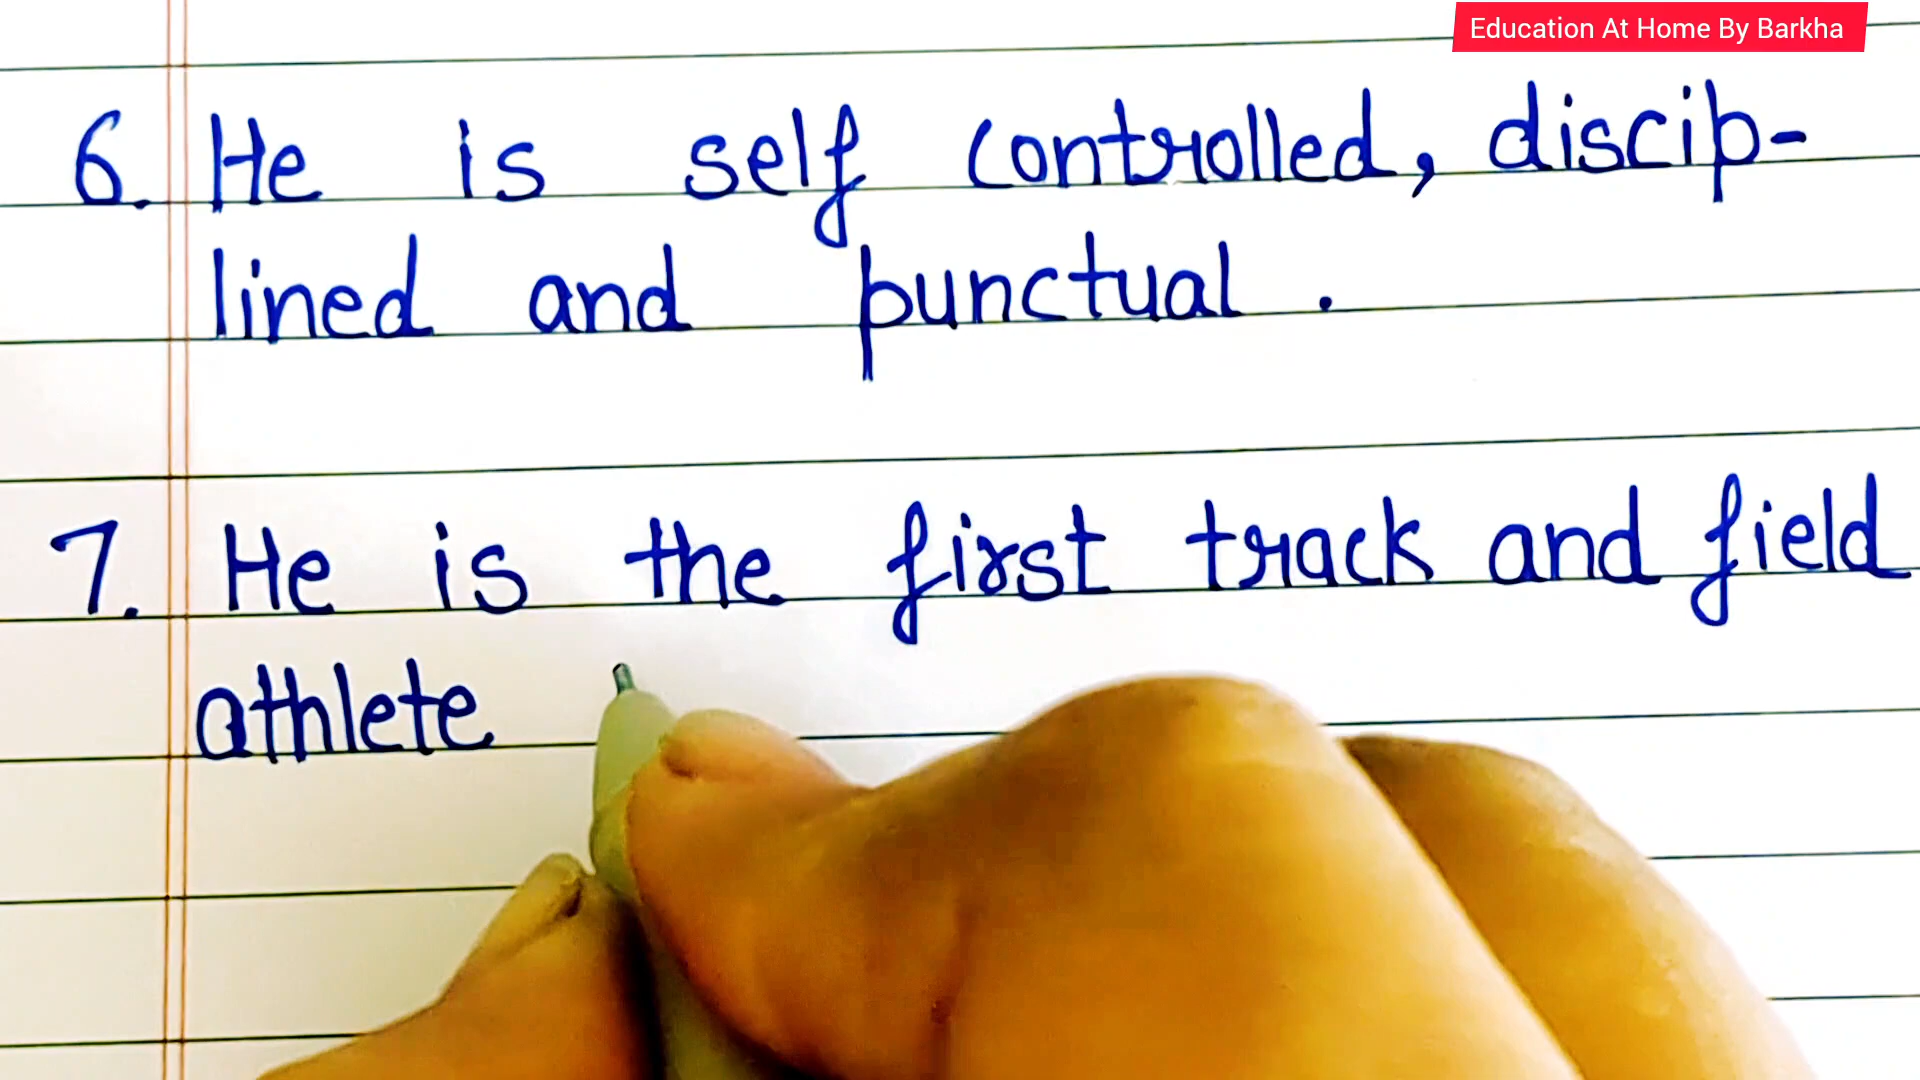 Education At Home By Barkha
6. He is self controlled, discip-
lined and punctual .
7. He is the first track and field
athlete